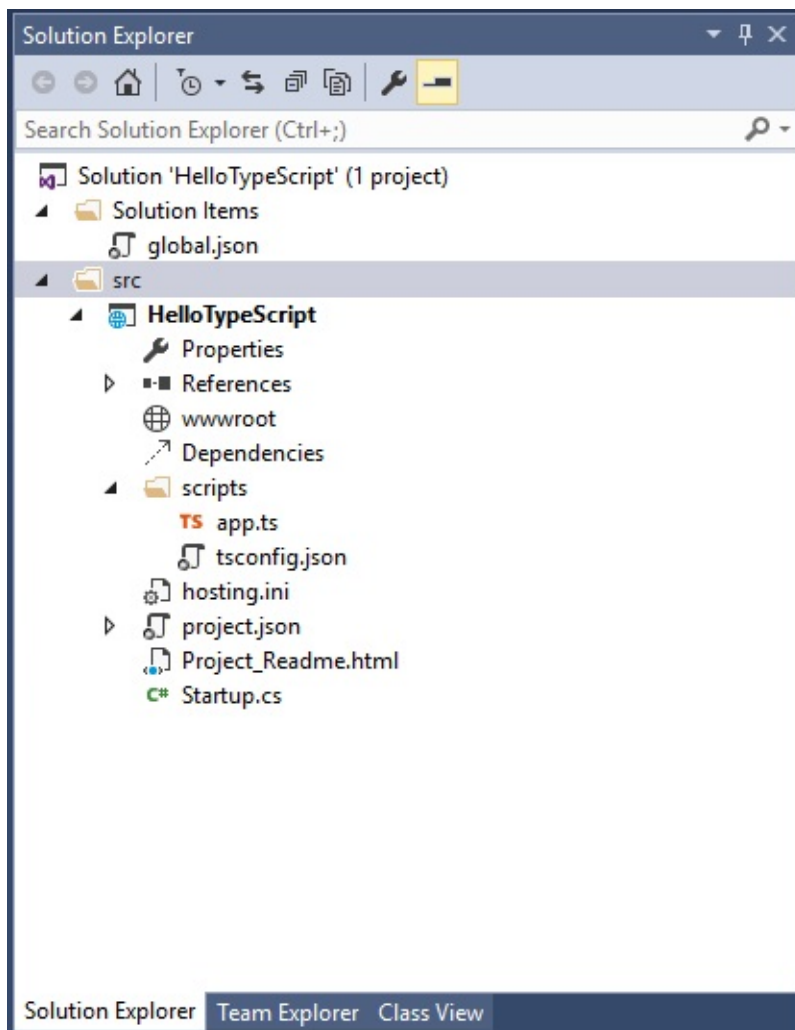 Solution Explorer
Search Solution Explorer (Ctrl+;)
Solution 'HelloTypeScript' (1 project)
Solution Items
global.json
src
HelloTypeScript
Properties
References
wwwroot
Dependencies
scripts
TS app.ts
tsconfig.json
hosting.ini
project.json
Project_Readme.html
C# Startup.cs
Solution Explorer Team Explorer Class View